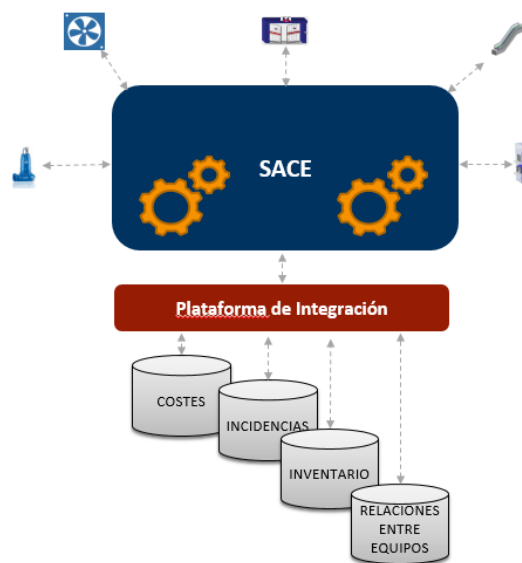 SACE
Plataforma de Integración
COSTES
INCIDENCIAS
INVENTARIO
RELACIONES
ENTRE
EQUIPOS